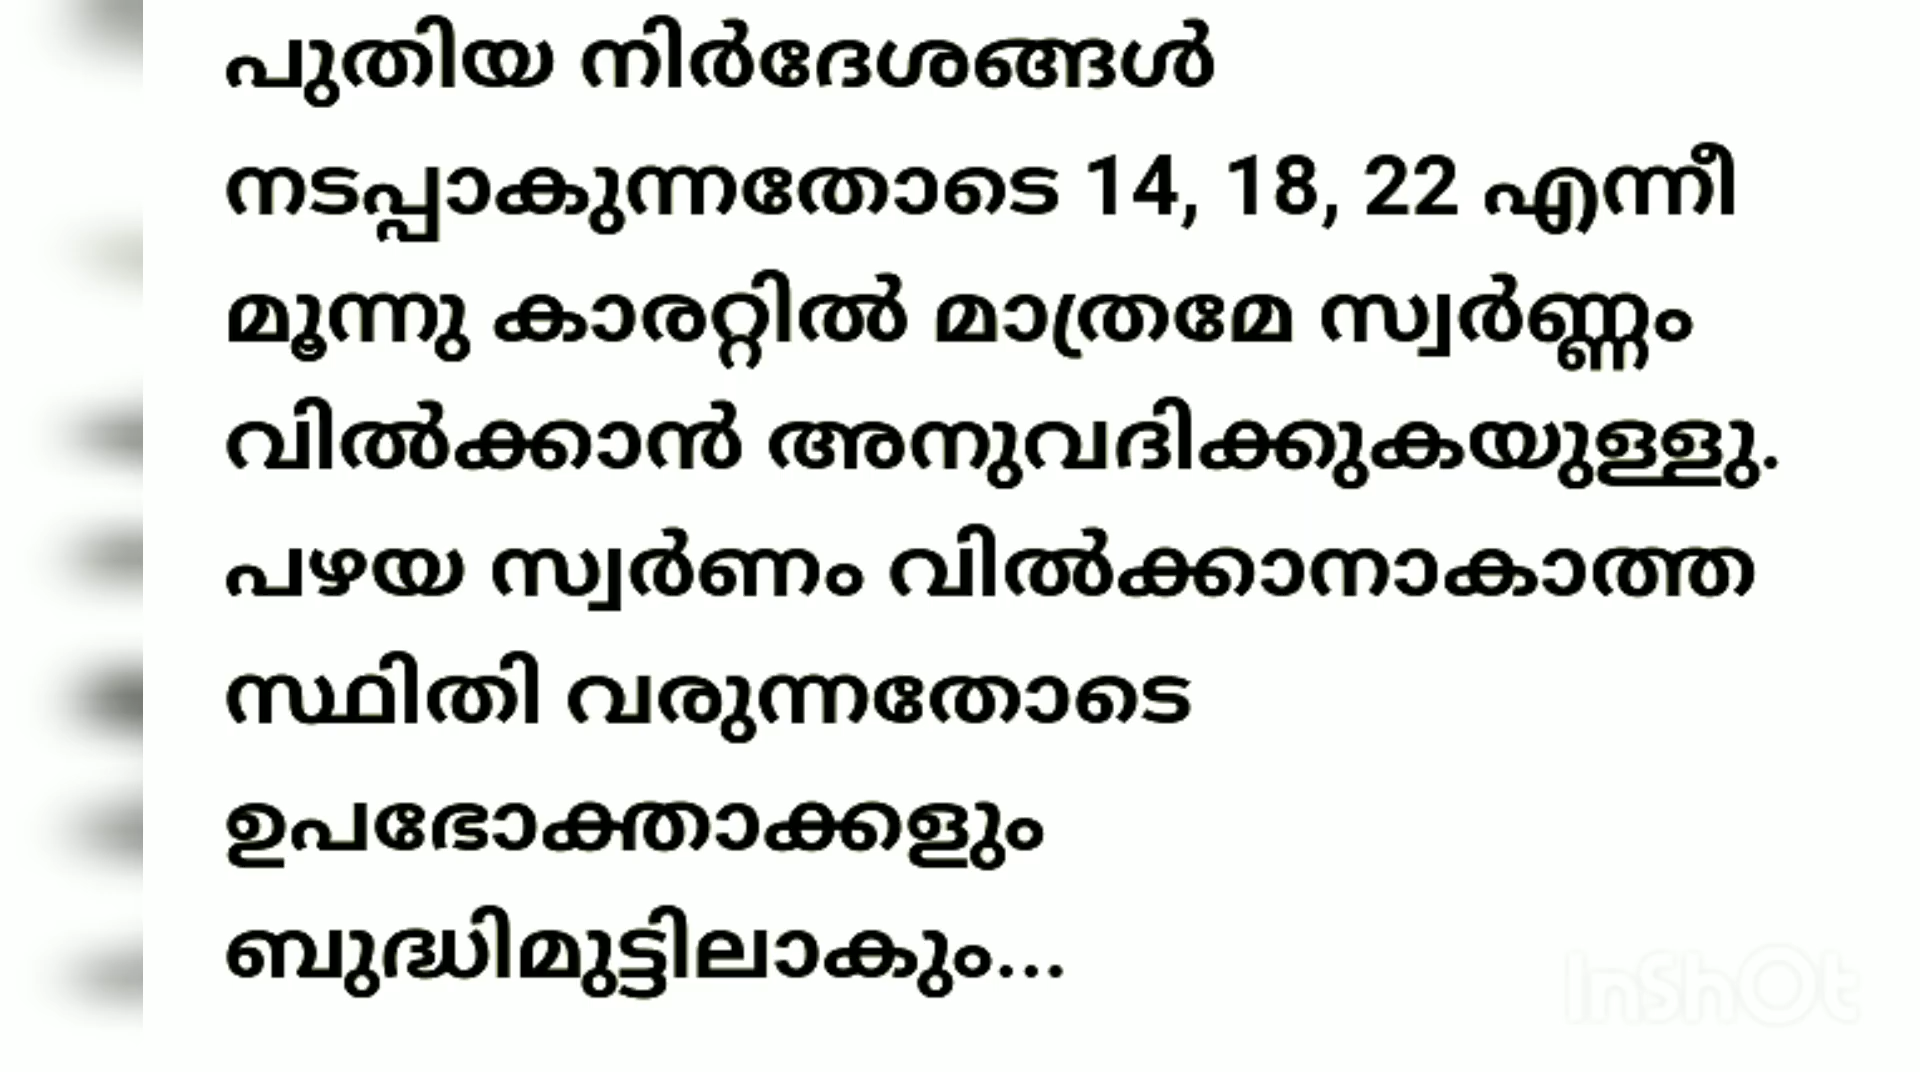 പുതിയ നിർദേശങ്ങൾ
നടപ്പാകുന്നതോടെ 14, 18, 22 എന്നീ
മൂന്നു കാരറ്റിൽ മാത്രമേ സ്വർണ്ണം
വിൽക്കാൻ അനുവദിക്കുകയുള്ളു.
പഴയ സ്വർണം വിൽക്കാനാകാത്ത
സ്ഥിതി വരുന്നതോടെ
ഉപഭോക്താക്കളും
ബുദ്ധിമുട്ടിലാകും...
InShOt